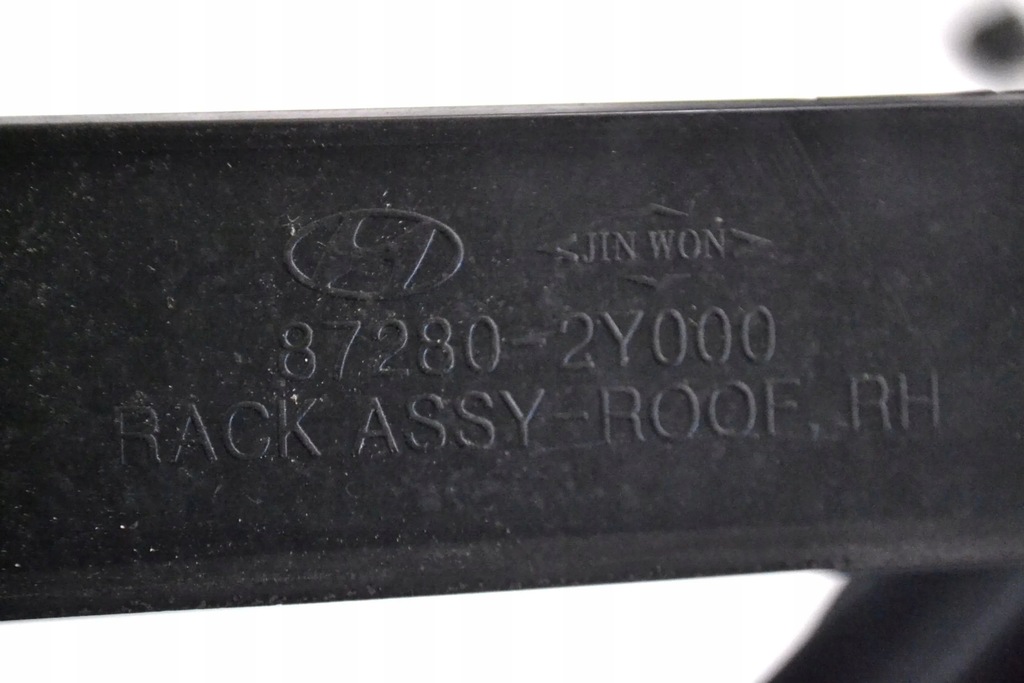 JIN WON
87280-2Y000
RACK ASSY-ROOF, RH